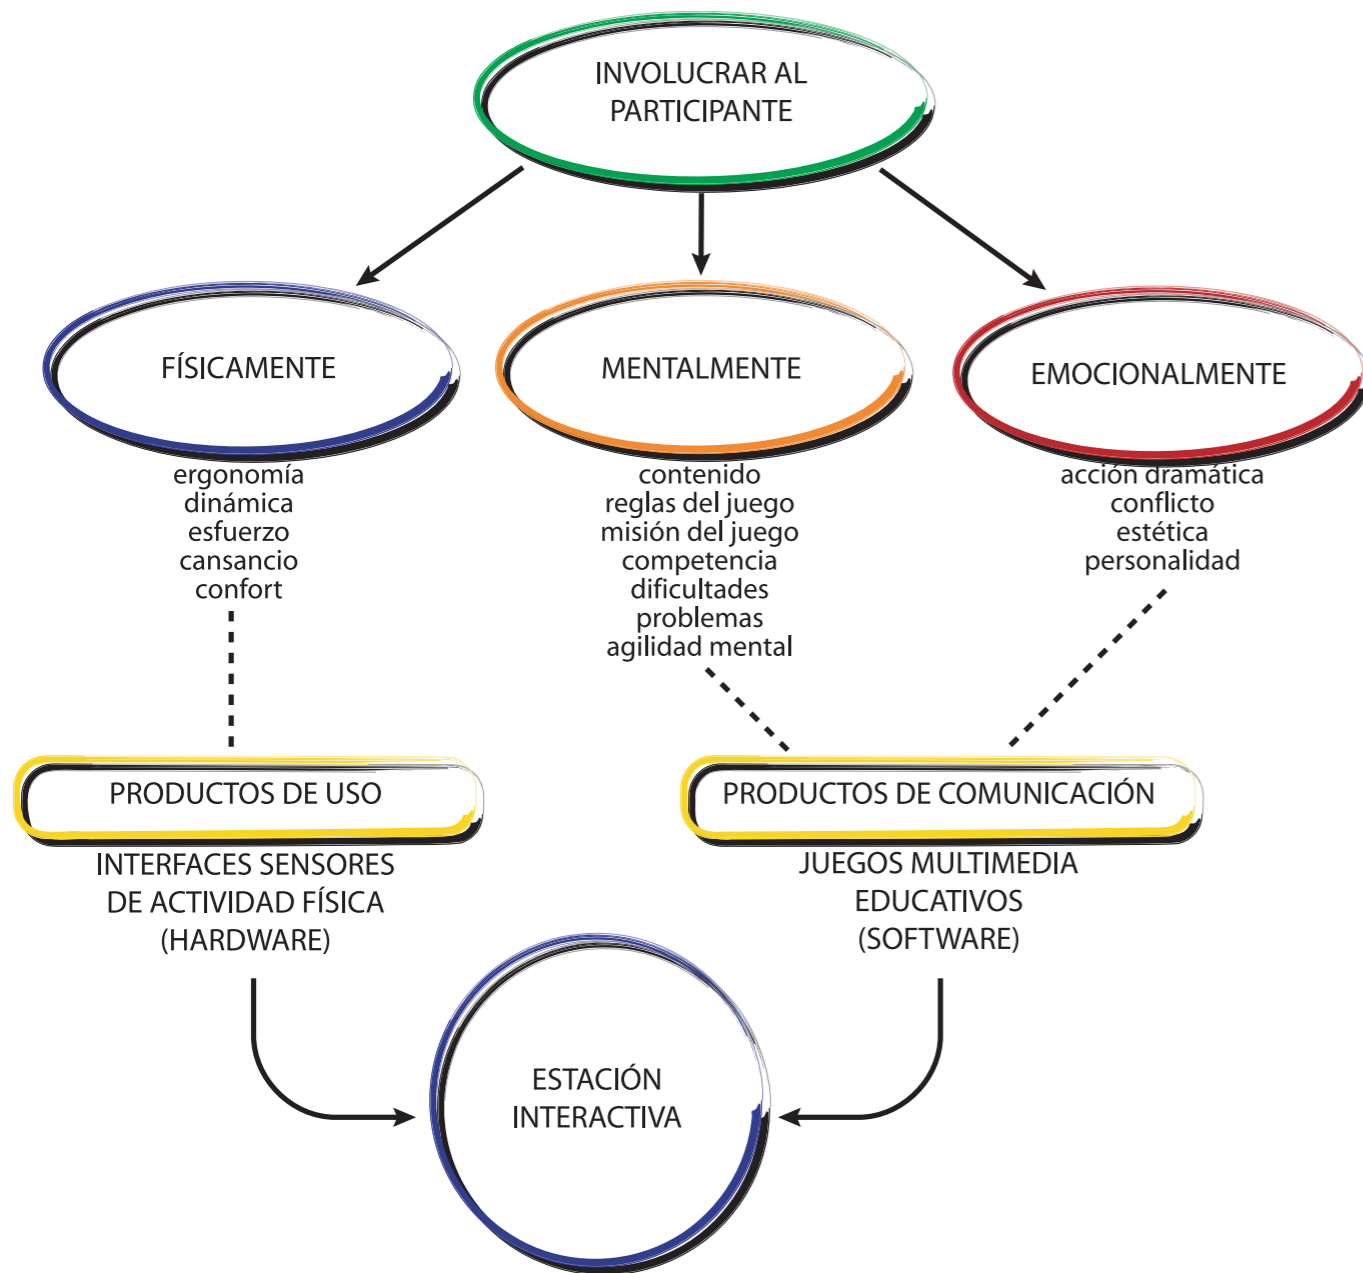 INVOLUCRAR AL
PARTICIPANTE
FÍSICAMENTE
ergonomía
dinámica
esfuerzo
cansancio
confort
MENTALMENTE
contenido
reglas del juego
misión del juego
competencia
dificultades
problemas
agilidad mental
EMOCIONALMENTE
acción dramática
conflicto
estética
personalidad
PRODUCTOS DE USO
INTERFACES SENSORES
DE ACTIVIDAD FÍSICA
(HARDWARE)
PRODUCTOS DE COMUNICACIÓN
JUEGOS MULTIMEDIA
EDUCATIVOS
(SOFTWARE)
ESTACIÓN
INTERACTIVA